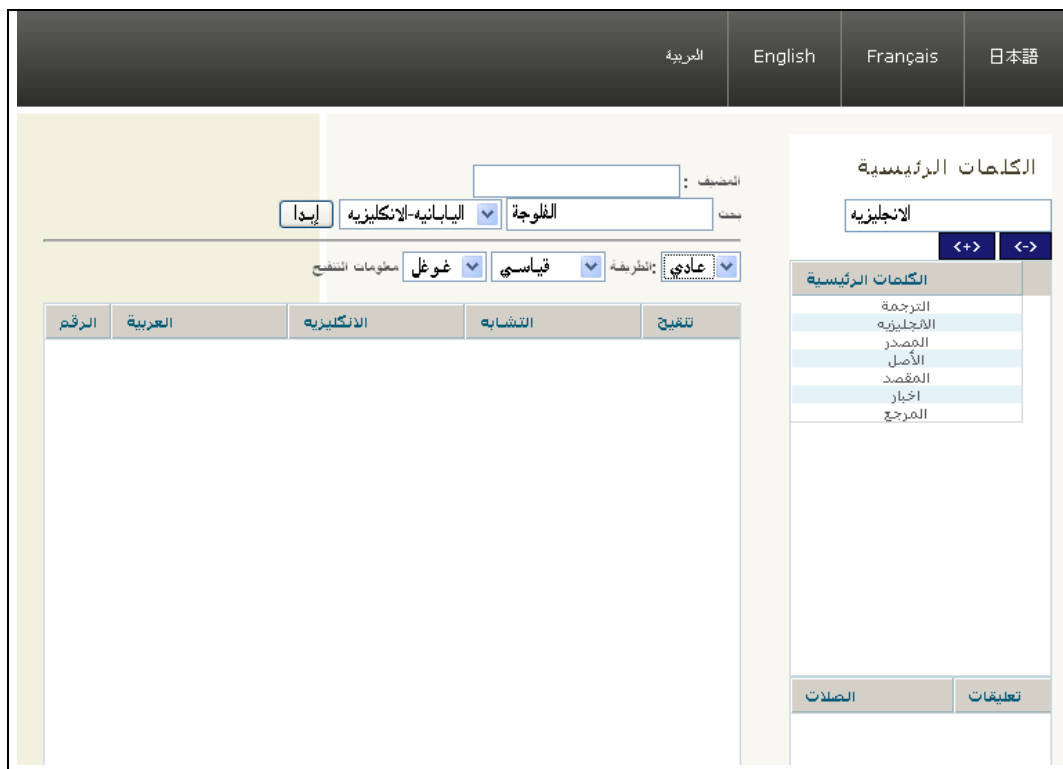 العربية English Français 日本語
الكلمات الرئيسية
الانجليزيه
<+> <->
الكلمات الرئيسية
الترجمة
الانجليزيه
المصدر
الأصل
المقصد
اخبار
المرجع
الصلات تعليقات
المضيف :
بحث الفلوجة اليابانيه-الانكليزيه إبدا
عادي الطريقة: قياسي غوغل معلومات التنقيح
الرقم العربية الانكليزيه التشابه تنقيح